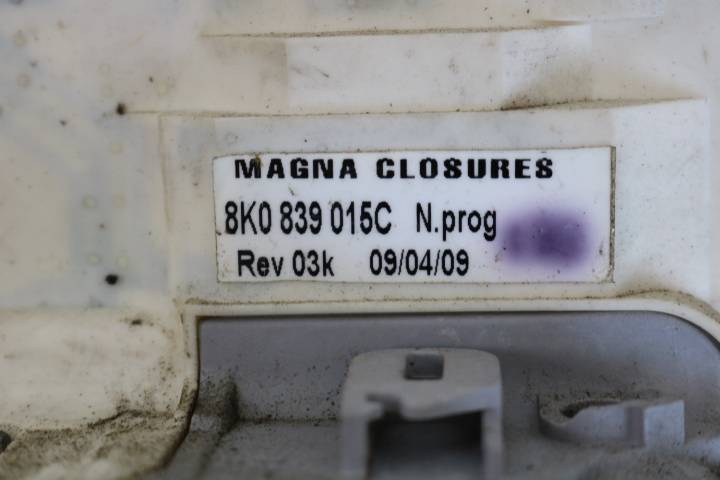 MAGNA CLOSURES
8K0 839 015C N.prog
Rev 03k 09/04/09